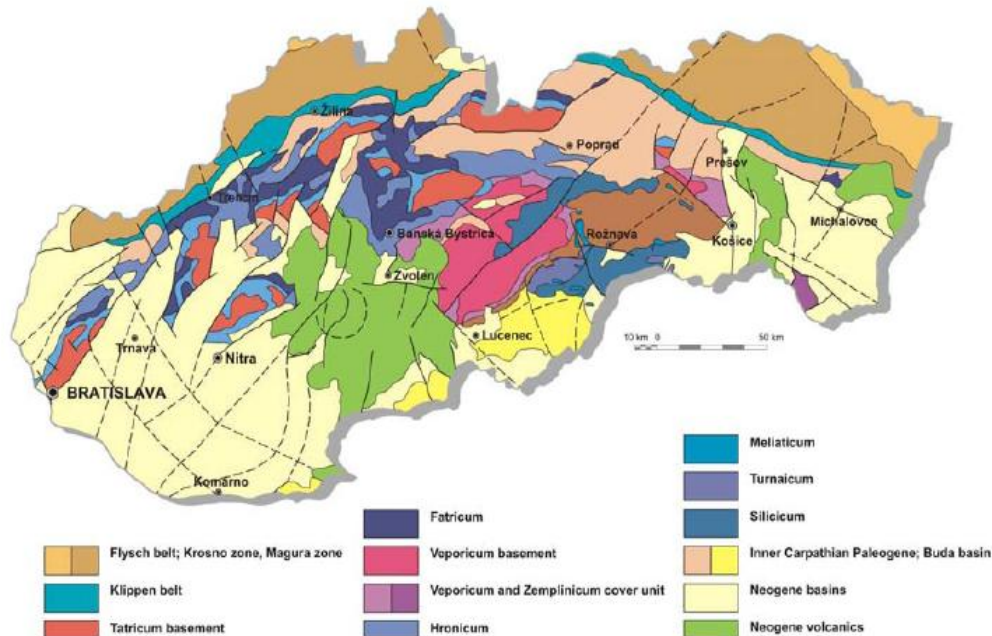 Žilina
Poprad
Prešov
Trenčín
Michalovce
Banská Bystrica
Rožnava
Košice
Zvolen
Lucenec
10 km 0 50 km
Trnava
Nitra
BRATISLAVA
Komarno
Flysch belt; Krosno zone, Magura zone
Klippen belt
Tatricum basement
Fatricum
Veporicum basement
Veporicum and Zemplinicum cover unit
Hronicum
Meliaticum
Turnaicum
Silicicum
Inner Carpathian Paleogene; Buda basin
Neogene basins
Neogene volcanics